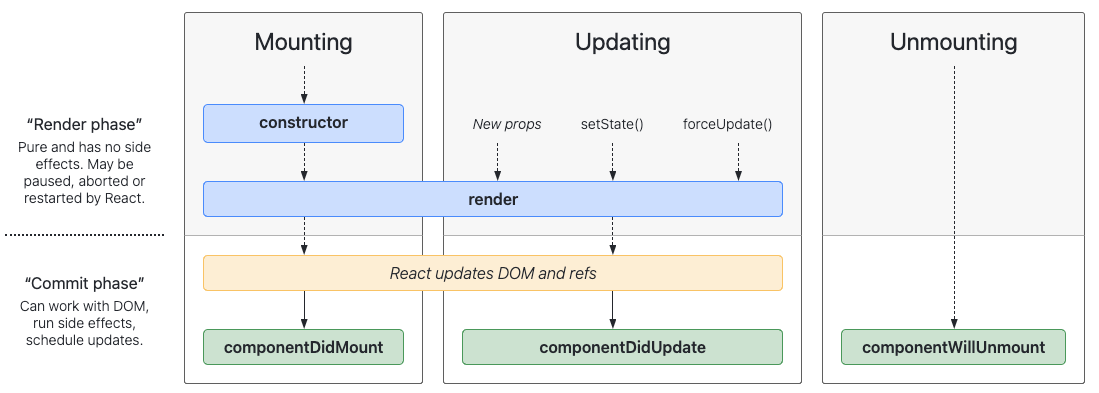 Mounting
Updating
Unmounting
“Render phase”
Pure and has no side
effects. May be
paused, aborted or
restarted by React.
constructor
New props
setState()
forceUpdate()
render
“Commit phase”
Can work with DOM,
run side effects,
schedule updates.
React updates DOM and refs
componentDidMount
componentDidUpdate
componentWillUnmount